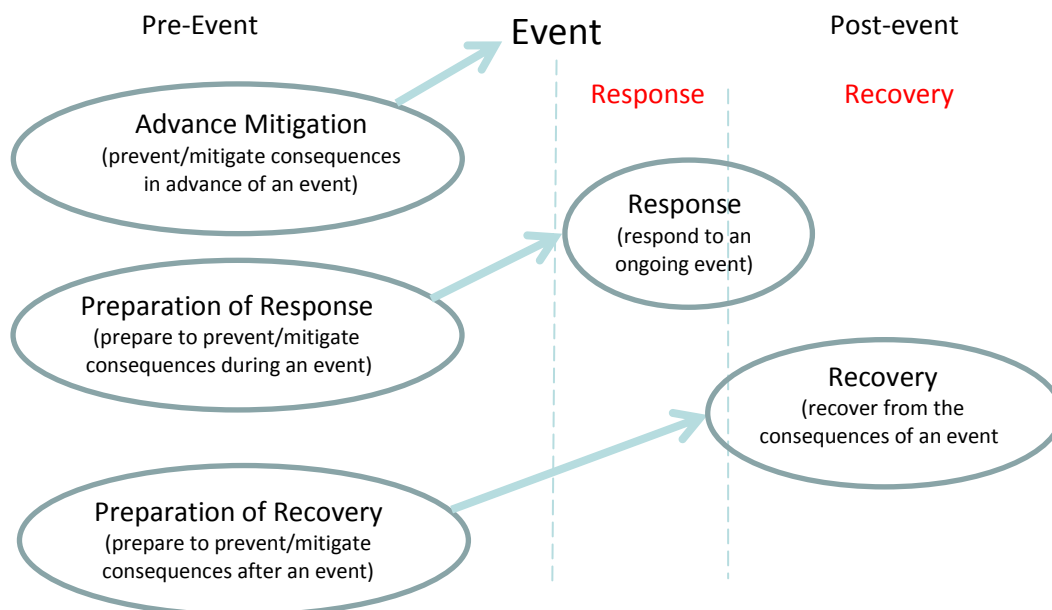 Pre-Event
Event
Post-event
Response
Recovery
Advance Mitigation
(prevent/mitigate consequences
in advance of an event)
Response
(respond to an
ongoing event)
Preparation of Response
(prepare to prevent/mitigate
consequences during an event)
Recovery
(recover from the
consequences of an event
Preparation of Recovery
(prepare to prevent/mitigate
consequences after an event)